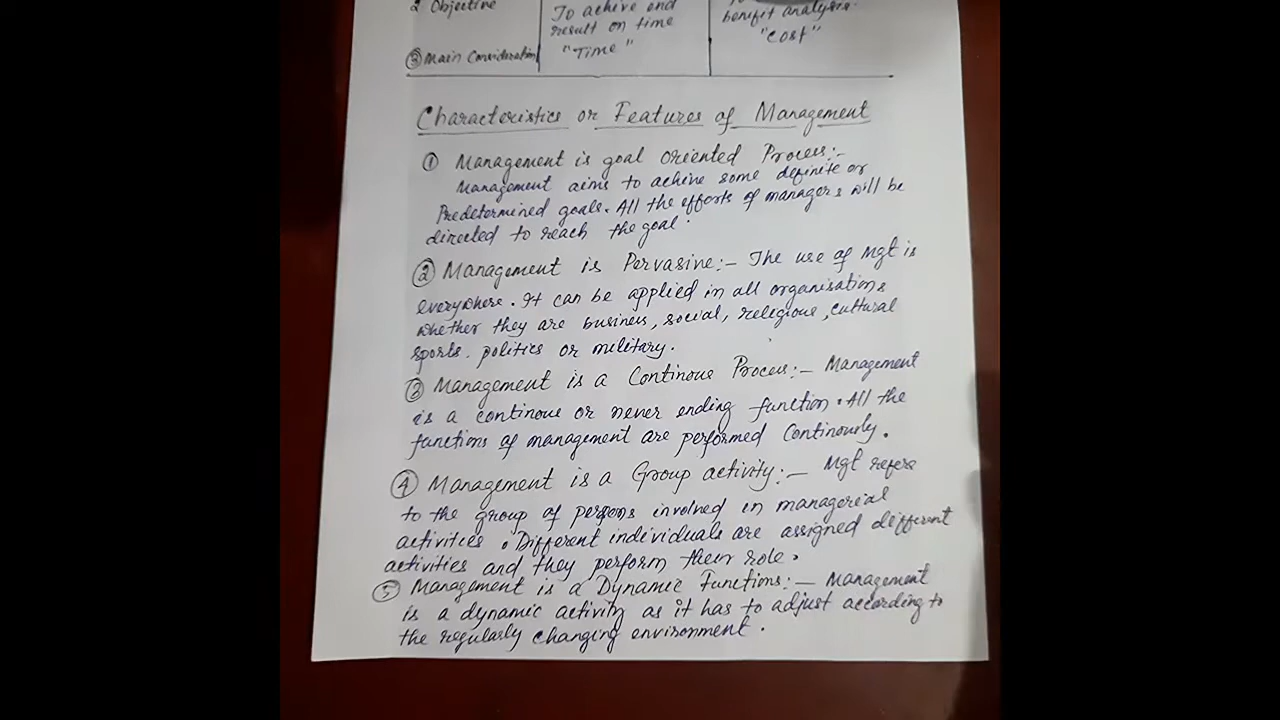 2 Objective
To achive end
result on time
"Time"
benifit analysis
"Cost"
③ Main Consideration
Characteristics or Features of Management
① Management is goal oriented Process:-
Management aims to achive some definite or
Predetermined goals. All the efforts of managers will be
directed to reach the goal.
② Management is Pervasive:- The use of Mgt is
everywhere. It can be applied in all organisations
whether they are business, social, religious, cultural
sports, politics or military.
③ Management is a Continoue Process:- Management
is a continoue or never ending function. All the
functions of management are performed Continously.
④ Management is a Group activity:- Mgt refers
to the group of persons involved in managerial
activities. Different individuals are assigned different
activities and they perform their role.
⑤ Management is a Dynamic Functions:- Management
is a dynamic activity as it has to adjust according to
the regularly changing environment.